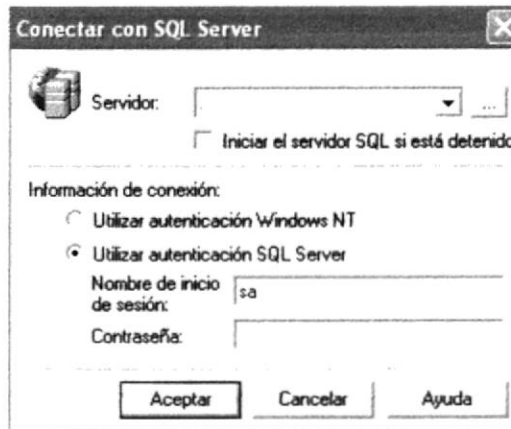 Conectar con SQL Server
Servidor:
...
Iniciar el servidor SQL si está detenido
Información de conexión:
Utilizar autenticación Windows NT
Utilizar autenticación SQL Server
Nombre de inicio
de sesión:
sa
Contraseña:
Aceptar Cancelar Ayuda